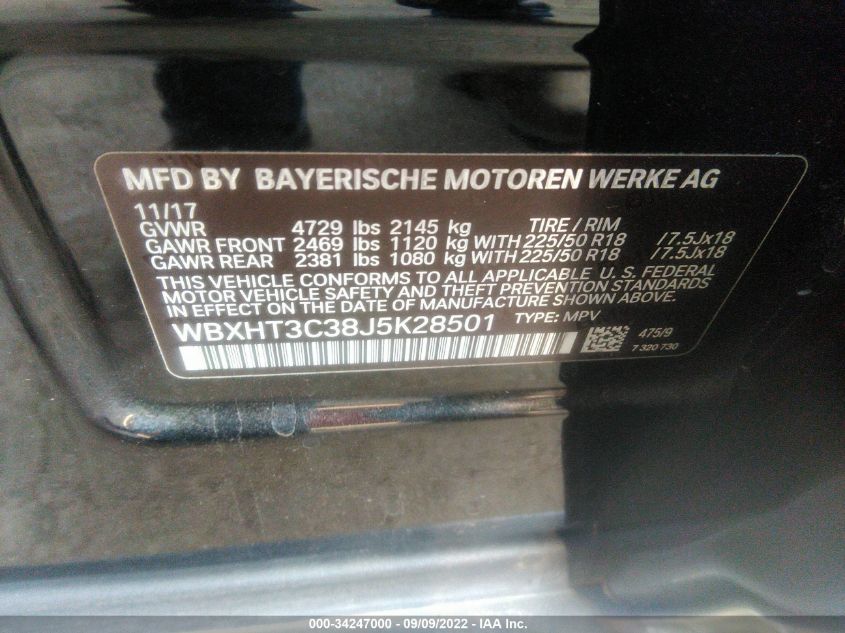 MFD BY BAYERISCHE MOTOREN WERKE AG
11/17
GVWR 4729 lbs 2145 kg TIRE / RIM
GAWR FRONT 2469 lbs 1120 kg WITH 225/50 R18 /7.5Jx18
GAWR REAR 2381 lbs 1080 kg WITH 225/50 R18 /7.5Jx18
THIS VEHICLE CONFORMS TO ALL APPLICABLE U.S. FEDERAL
MOTOR VEHICLE SAFETY AND THEFT PREVENTION STANDARDS
IN EFFECT ON THE DATE OF MANUFACTURE SHOWN ABOVE.
WBXHT3C38J5K28501 TYPE: MPV
475/9
7 320 730
000-34247000 - 09/09/2022 - IAA Inc.